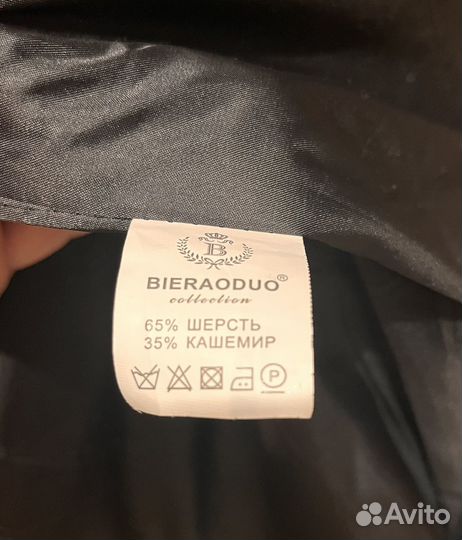 B
BIERAODUO®
collection
65% ШЕРСТЬ
35% КАШЕМИР
P
Avito